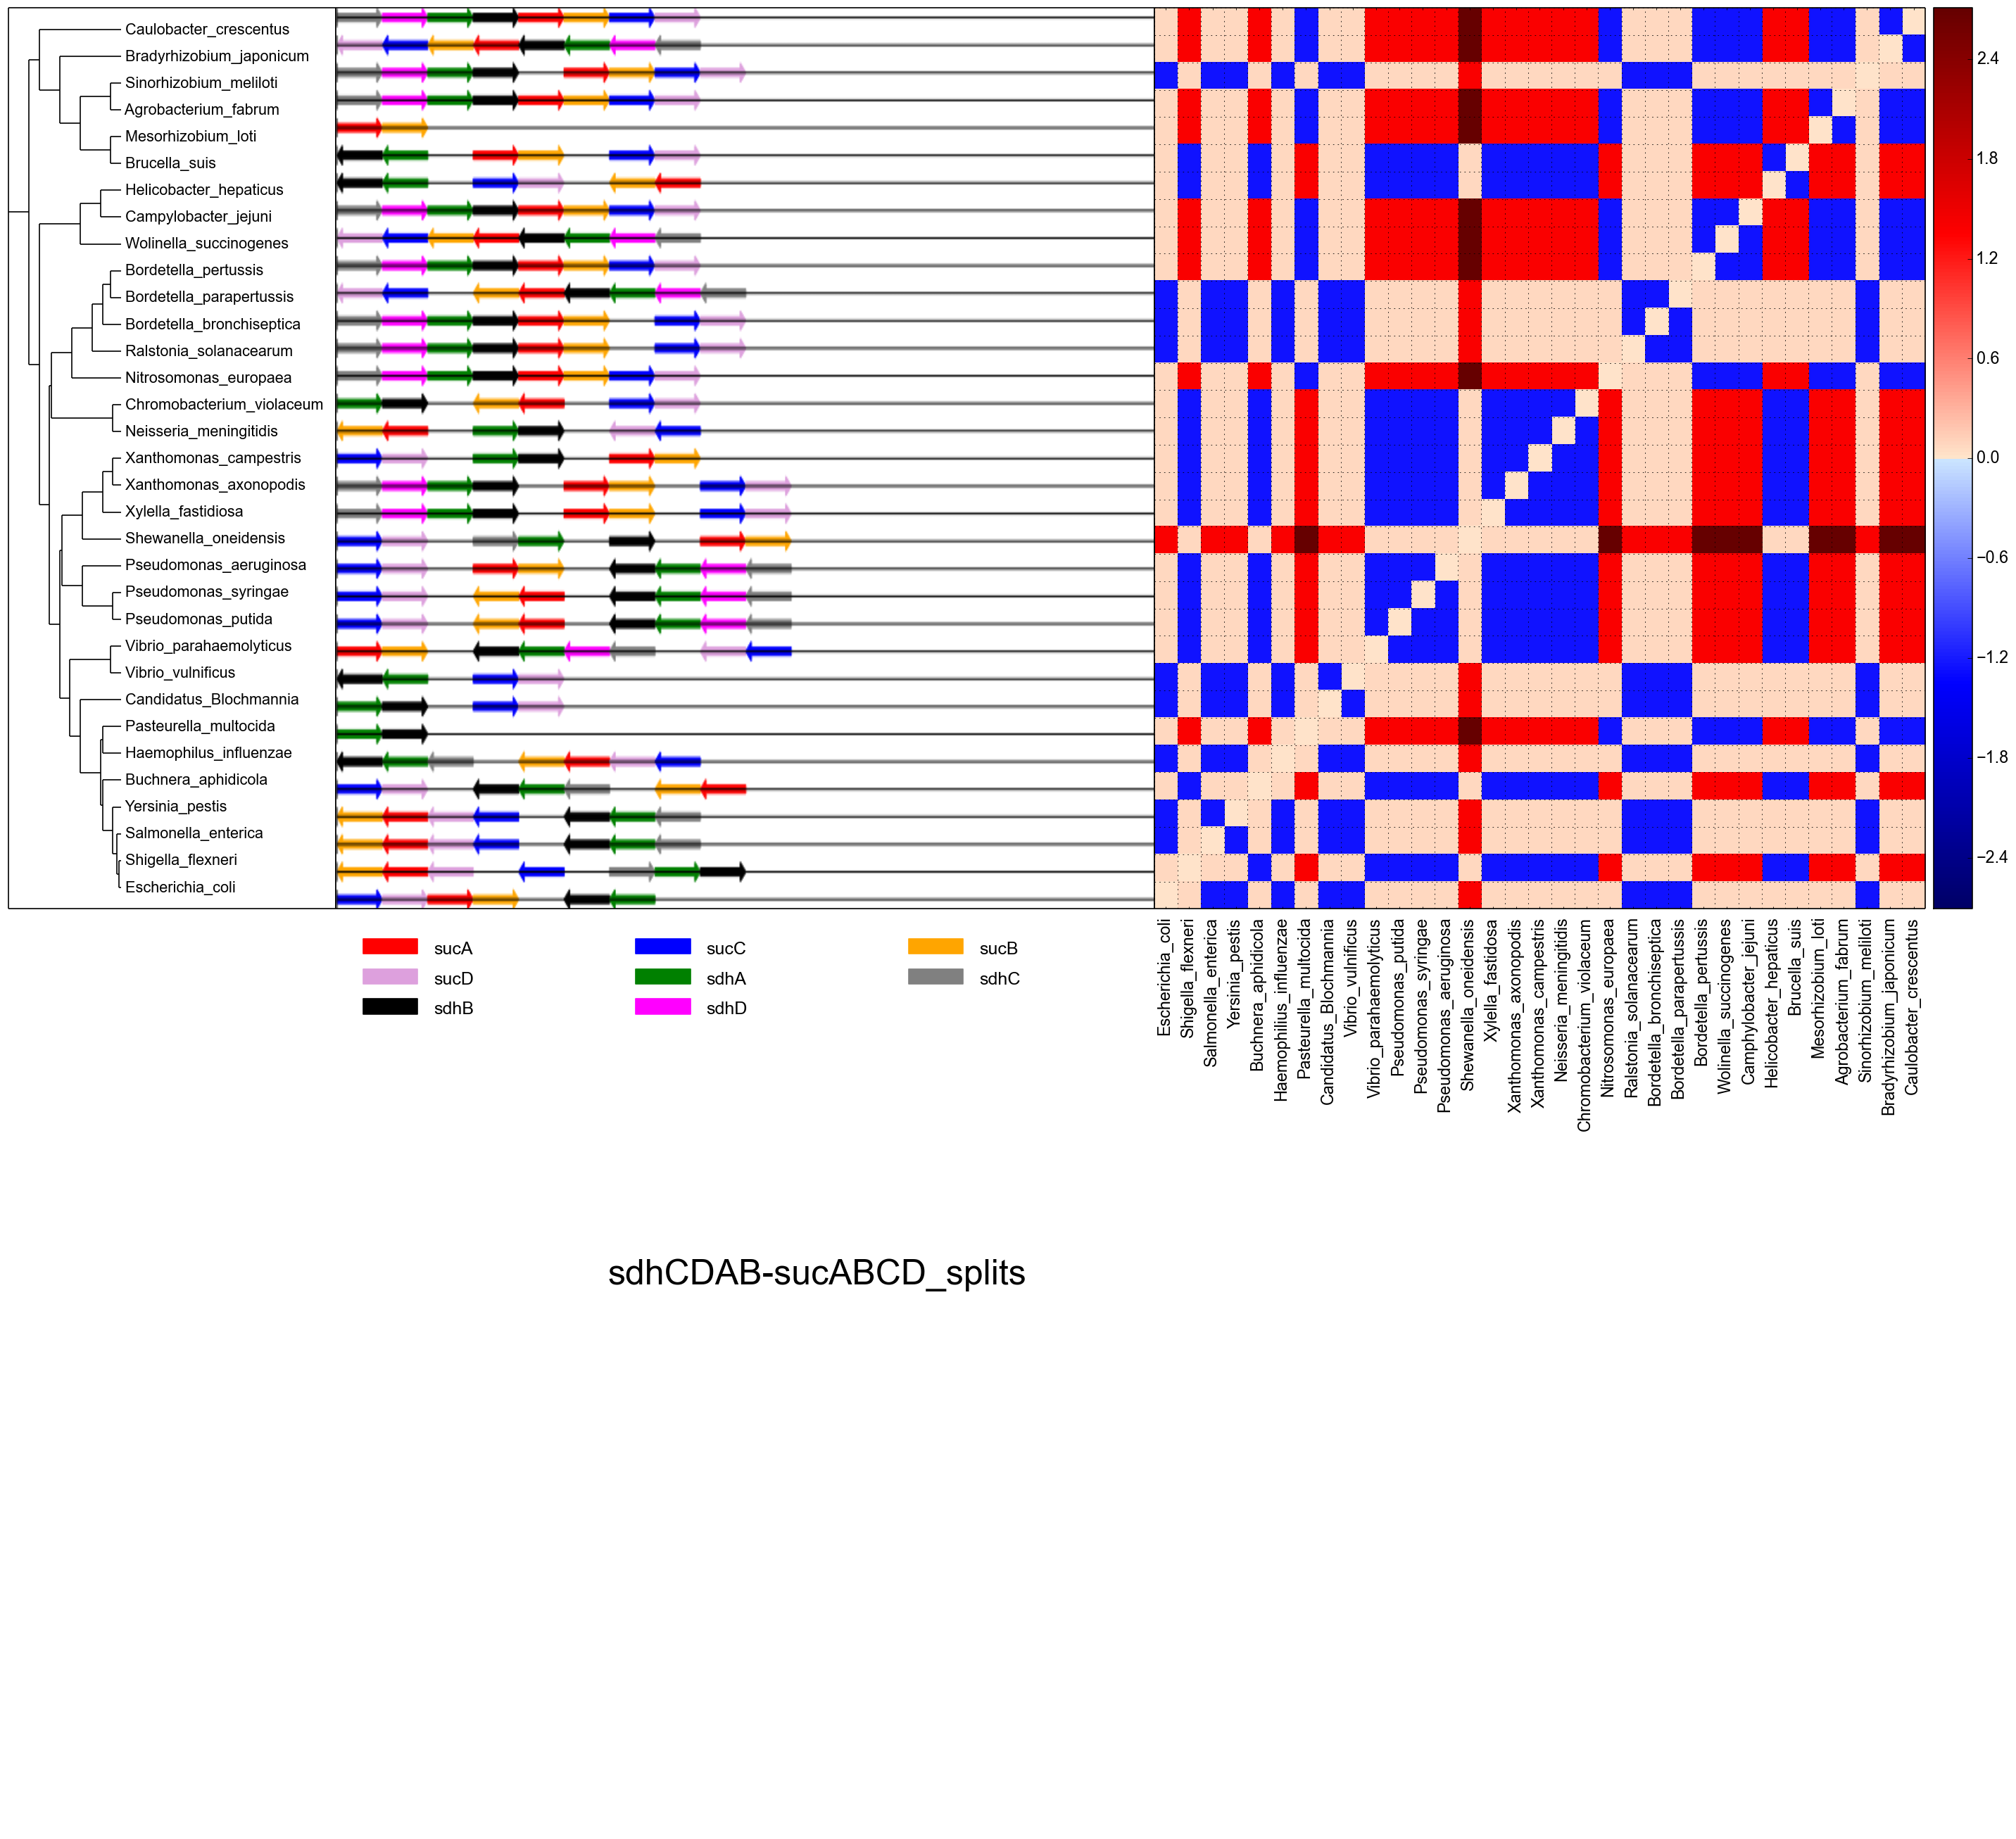 Caulobacter_crescentus
Bradyrhizobium_japonicum
Sinorhizobium_meliloti
Agrobacterium_fabrum
Mesorhizobium_loti
Brucella_suis
Helicobacter_hepaticus
Campylobacter_jejuni
Wolinella_succinogenes
Bordetella_pertussis
Bordetella_parapertussis
Bordetella_bronchiseptica
Ralstonia_solanacearum
Nitrosomonas_europaea
Chromobacterium_violaceum
Neisseria_meningitidis
Xanthomonas_campestris
Xanthomonas_axonopodis
Xylella_fastidiosa
Shewanella_oneidensis
Pseudomonas_aeruginosa
Pseudomonas_syringae
Pseudomonas_putida
Vibrio_parahaemolyticus
Vibrio_vulnificus
Candidatus_Blochmannia
Pasteurella_multocida
Haemophilus_influenzae
Buchnera_aphidicola
Yersinia_pestis
Salmonella_enterica
Shigella_flexneri
Escherichia_coli
2.4
1.8
1.2
0.6
0.0
−0.6
−1.2
−1.8
−2.4
Escherichia_coli
Shigella_flexneri
Salmonella_enterica
Yersinia_pestis
Buchnera_aphidicola
Haemophilus_influenzae
Pasteurella_multocida
Candidatus_Blochmannia
Vibrio_vulnificus
Vibrio_parahaemolyticus
Pseudomonas_putida
Pseudomonas_syringae
Pseudomonas_aeruginosa
Shewanella_oneidensis
Xylella_fastidiosa
Xanthomonas_axonopodis
Xanthomonas_campestris
Neisseria_meningitidis
Chromobacterium_violaceum
Nitrosomonas_europaea
Ralstonia_solanacearum
Bordetella_bronchiseptica
Bordetella_parapertussis
Bordetella_pertussis
Wolinella_succinogenes
Camphylobacter_jejuni
Helicobacter_hepaticus
Brucella_suis
Mesorhizobium_loti
Agrobacterium_fabrum
Sinorhizobium_meliloti
Bradyrhizobium_japonicum
Caulobacter_crescentus
sucA sucC sucB
sucD sdhA sdhC
sdhB sdhD
sdhCDAB-sucABCD_splits